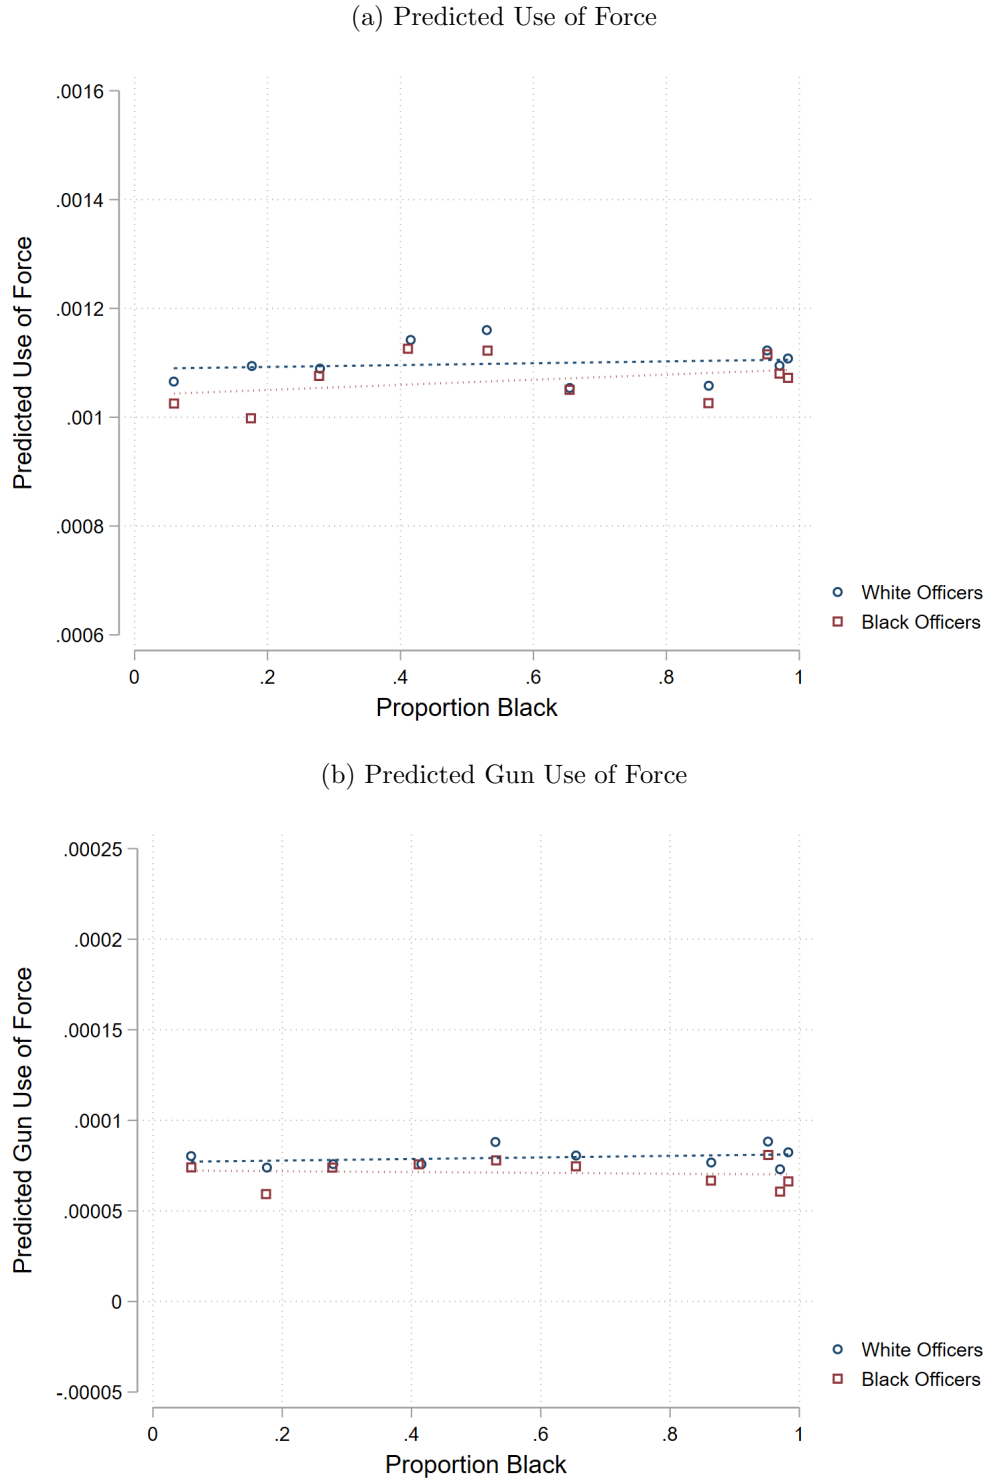 (a) Predicted Use of Force
.0016
.0014
.0012
.001
.0008
.0006
Predicted Use of Force
0 .2 .4 .6 .8 1
Proportion Black
White Officers
Black Officers
(b) Predicted Gun Use of Force
.00025
.0002
.00015
.0001
.00005
0
-.00005
Predicted Gun Use of Force
0 .2 .4 .6 .8 1
Proportion Black
White Officers
Black Officers